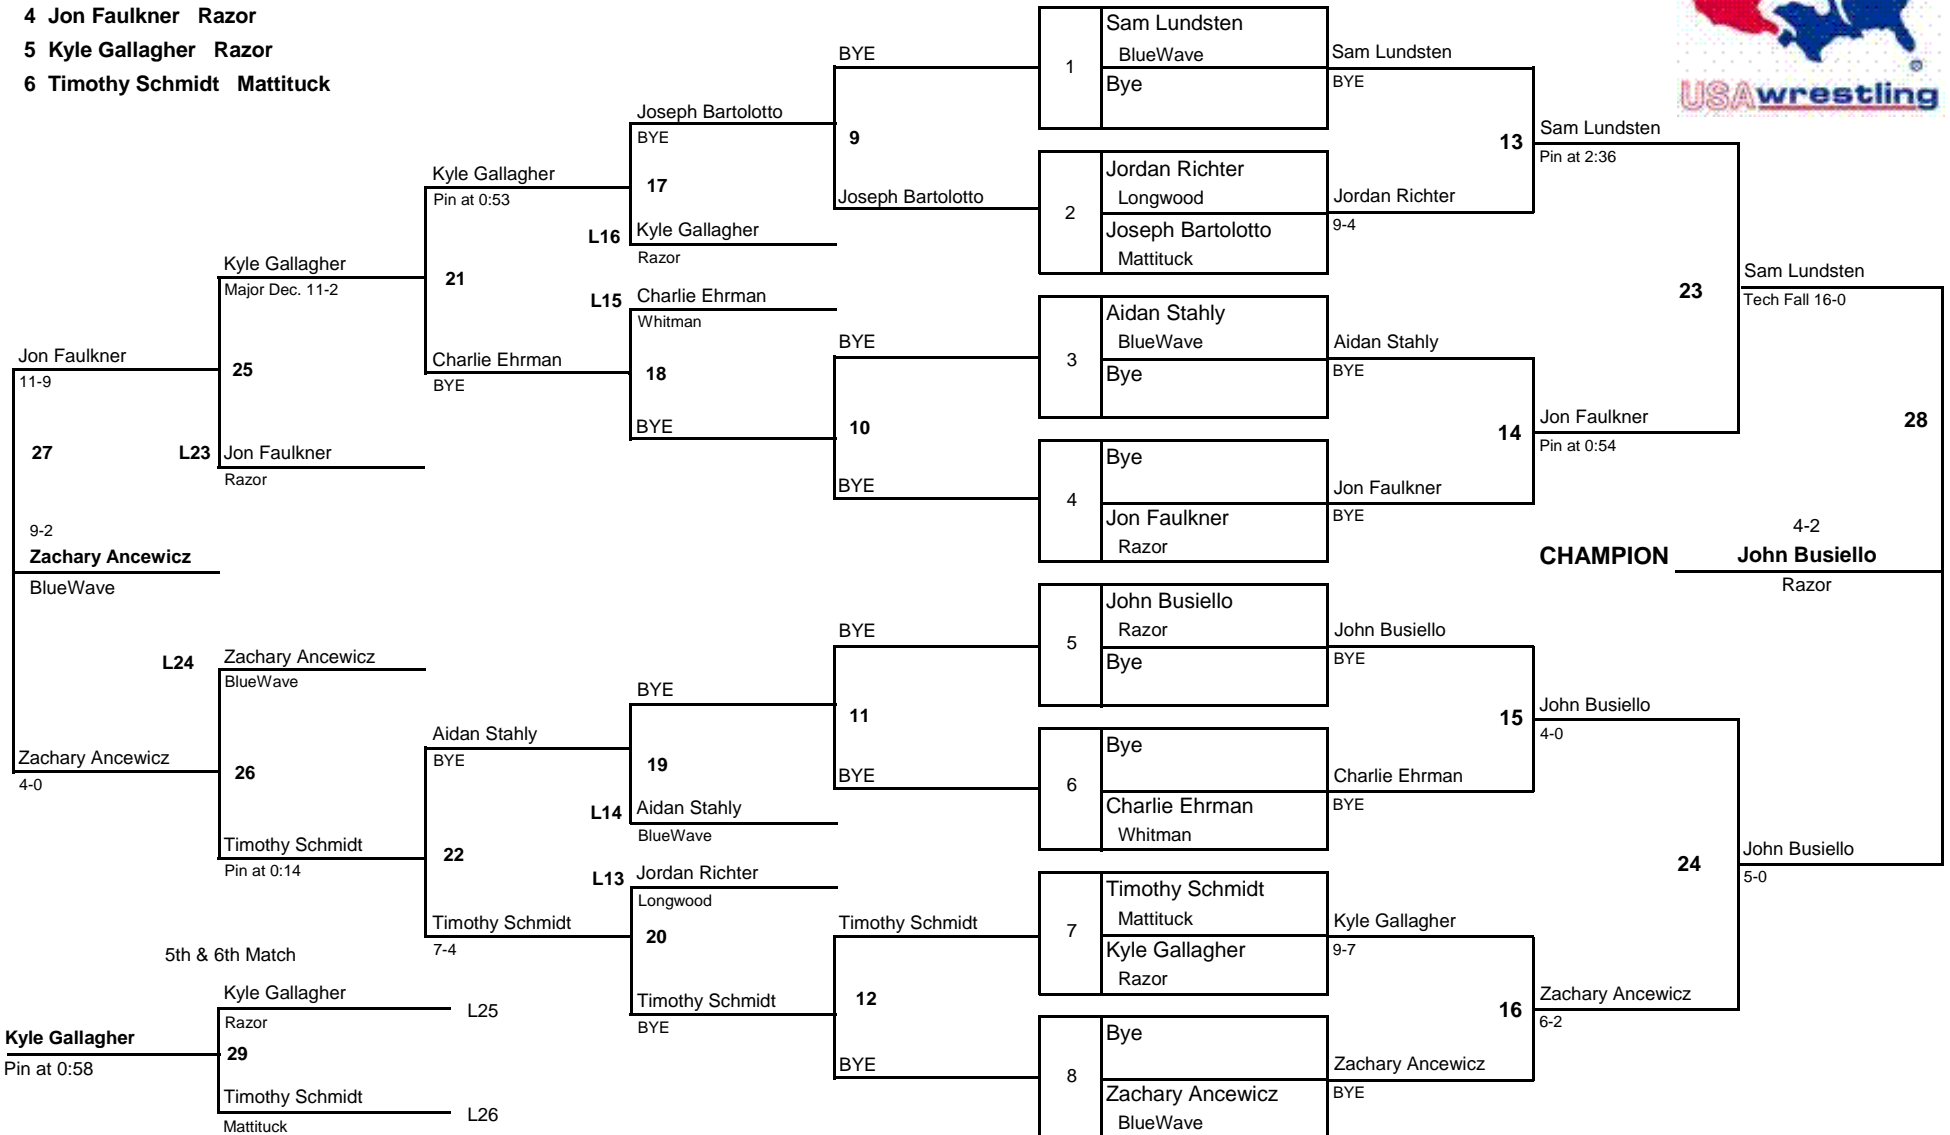 4 Jon Faulkner Razor
5 Kyle Gallagher Razor
6 Timothy Schmidt Mattituck
USAwrestling
®
Jon Faulkner
11-9
27
9-2
Zachary Ancewicz
BlueWave
Zachary Ancewicz
4-0
5th & 6th Match
Kyle Gallagher
Pin at 0:58
Kyle Gallagher
Major Dec. 11-2
25
L23 Jon Faulkner
Razor
L24 Zachary Ancewicz
BlueWave
26
Timothy Schmidt
Pin at 0:14
Kyle Gallagher
L25
Razor
29
Timothy Schmidt
L26
Mattituck
Kyle Gallagher
Pin at 0:53
21
Charlie Ehrman
BYE
Aidan Stahly
BYE
22
Timothy Schmidt
7-4
Joseph Bartolotto
BYE
17
L16 Kyle Gallagher
Razor
L15 Charlie Ehrman
Whitman
18
BYE
BYE
19
L14 Aidan Stahly
BlueWave
L13 Jordan Richter
Longwood
20
Timothy Schmidt
BYE
BYE
9
Joseph Bartolotto
BYE
10
BYE
BYE
11
BYE
Timothy Schmidt
12
BYE
1
Sam Lundsten
BlueWave
Bye
2
Jordan Richter
Longwood
Joseph Bartolotto
Mattituck
3
Aidan Stahly
BlueWave
Bye
4
Bye
Jon Faulkner
Razor
5
John Busiello
Razor
Bye
6
Bye
Charlie Ehrman
Whitman
7
Timothy Schmidt
Mattituck
Kyle Gallagher
Razor
8
Bye
Zachary Ancewicz
BlueWave
Sam Lundsten
BYE
13
Jordan Richter
9-4
Aidan Stahly
BYE
14
Jon Faulkner
BYE
John Busiello
BYE
15
Charlie Ehrman
BYE
Kyle Gallagher
9-7
16
Zachary Ancewicz
BYE
Sam Lundsten
Pin at 2:36
23
Jon Faulkner
Pin at 0:54
John Busiello
4-0
24
Zachary Ancewicz
6-2
Sam Lundsten
Tech Fall 16-0
28
4-2
CHAMPION John Busiello
Razor
John Busiello
5-0